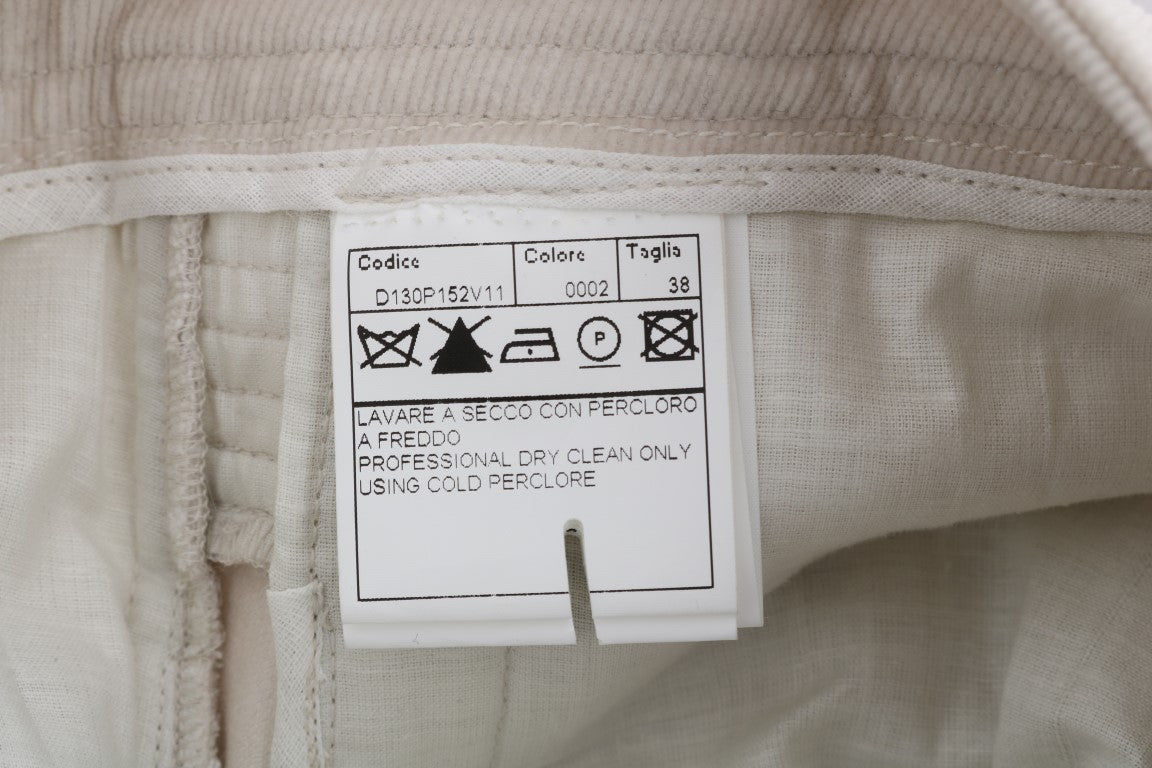 Codice Colore Taglia
D130P152V11 0002 38
P
LAVARE A SECCO CON PERCLORO
A FREDDO
PROFESSIONAL DRY CLEAN ONLY
USING COLD PERCLORE